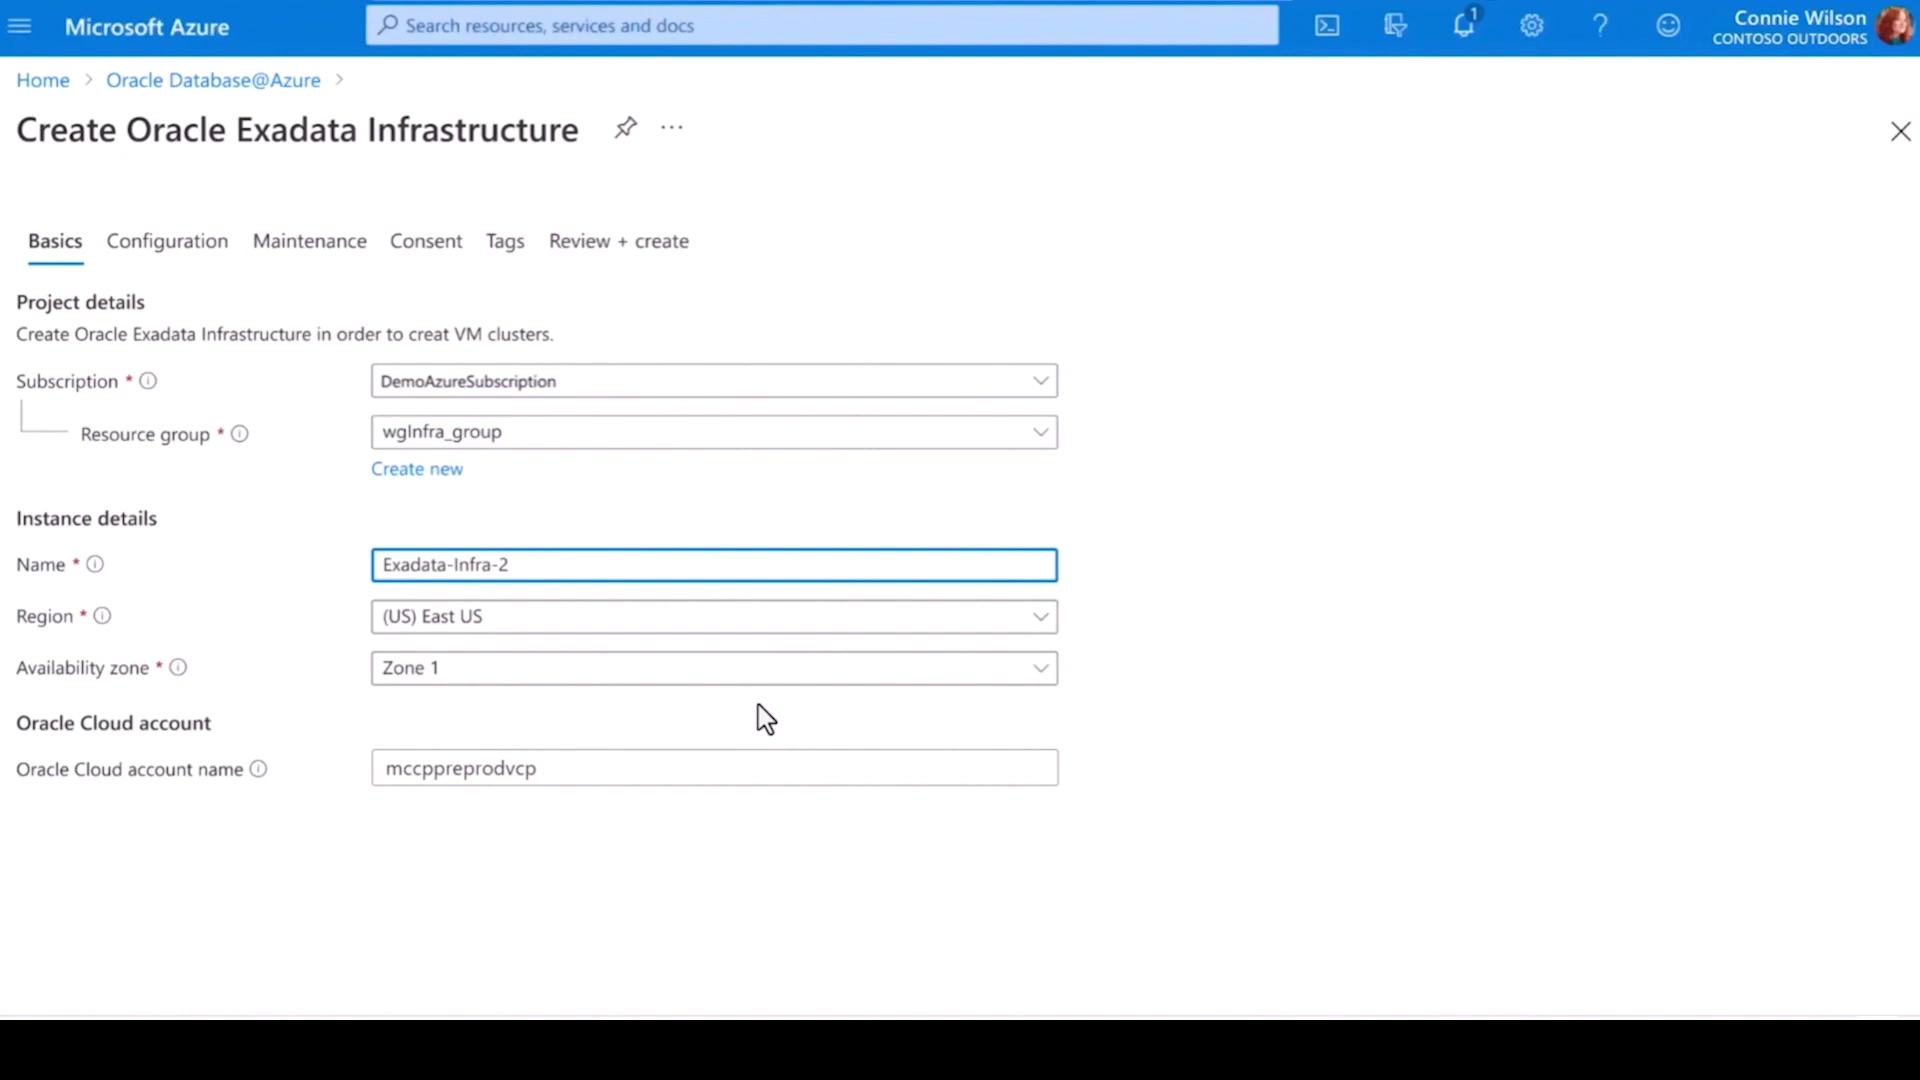 Microsoft Azure
Search resources, services and docs
1
Connie Wilson
CONTOSO OUTDOORS
Home > Oracle Database@Azure >
Create Oracle Exadata Infrastructure
Basics Configuration Maintenance Consent Tags Review + create
Project details
Create Oracle Exadata Infrastructure in order to creat VM clusters.
Subscription * DemoAzureSubscription
Resource group * wgInfra_group
Create new
Instance details
Name * Exadata-Infra-2
Region * (US) East US
Availability zone * Zone 1
Oracle Cloud account
Oracle Cloud account name mccppreprodvcp